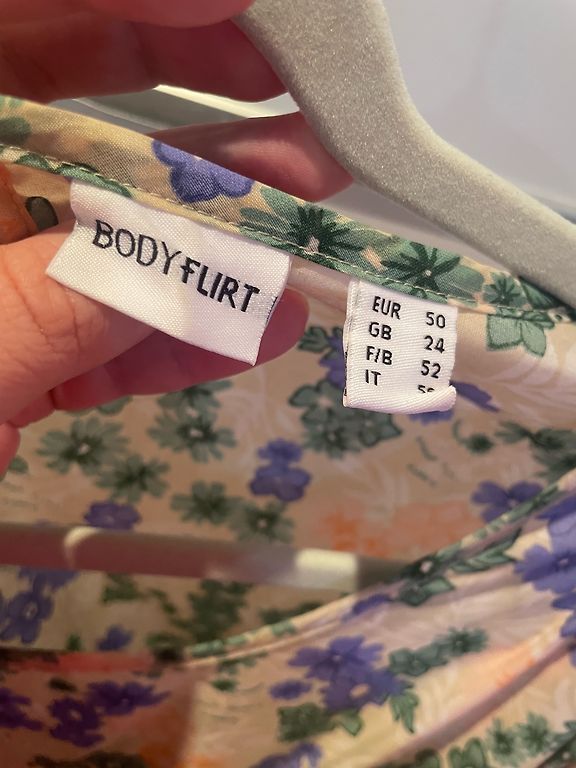 BODYFLIRT
EUR 50
GB 24
F/B 52
IT